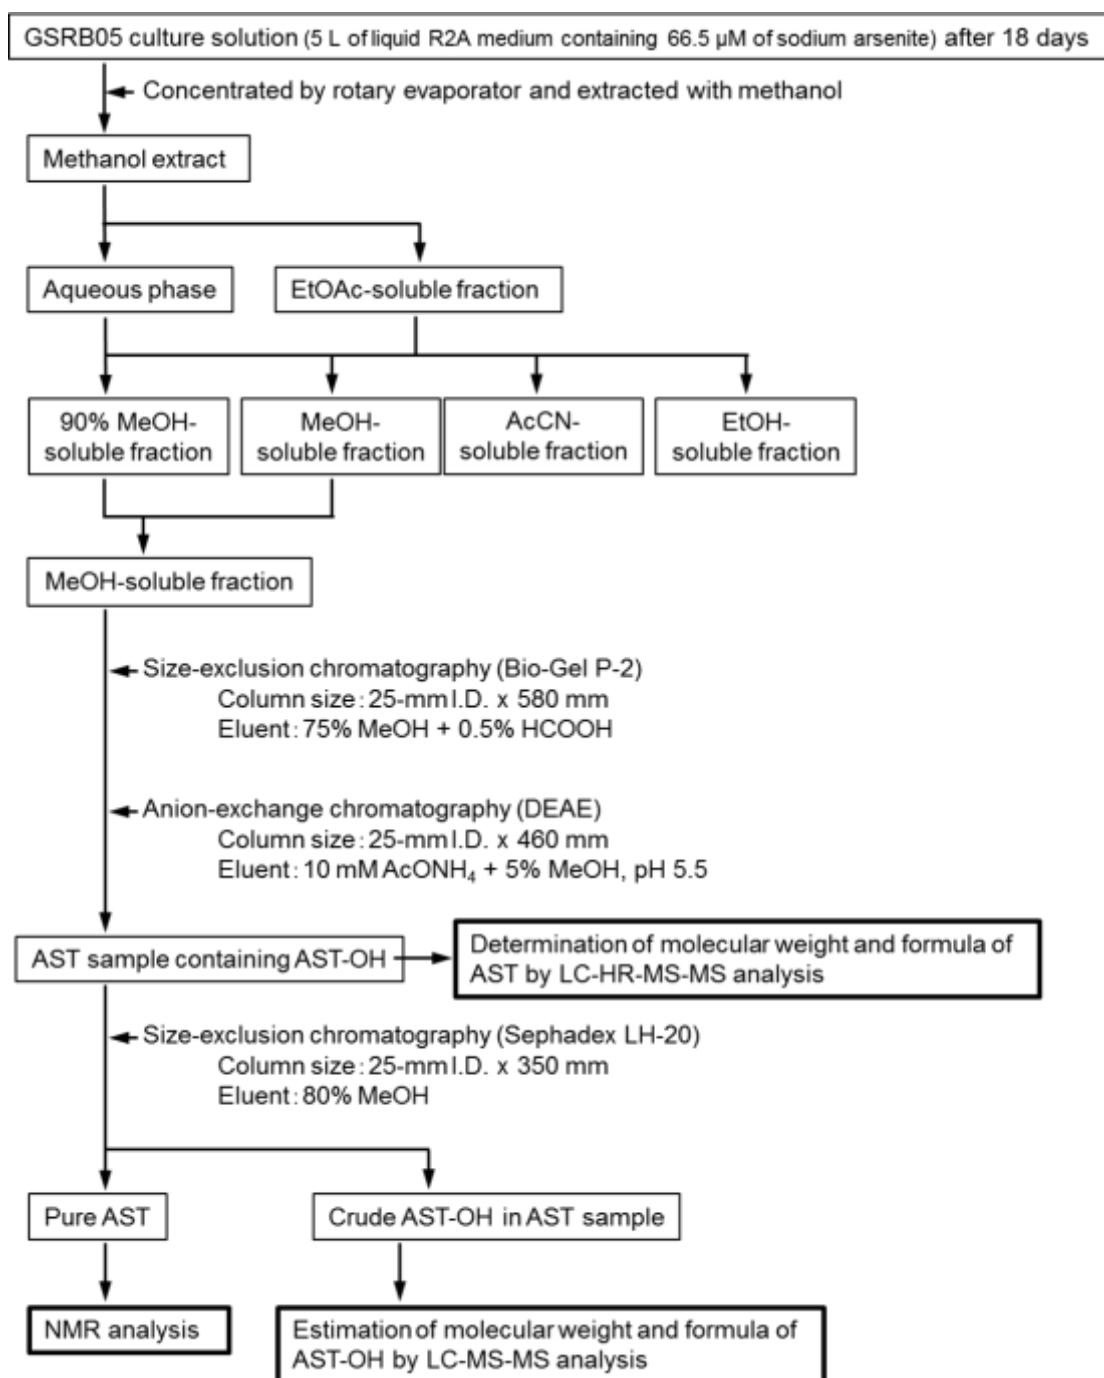 GSRB05 culture solution (5 L of liquid R2A medium containing 66.5 μM of sodium arsenite) after 18 days
Concentrated by rotary evaporator and extracted with methanol
Methanol extract
Aqueous phase
EtOAc-soluble fraction
90% MeOH-
soluble fraction
MeOH-
soluble fraction
AcCN-
soluble fraction
EtOH-
soluble fraction
MeOH-soluble fraction
Size-exclusion chromatography (Bio-Gel P-2)
Column size: 25-mm I.D. x 580 mm
Eluent: 75% MeOH + 0.5% HCOOH
Anion-exchange chromatography (DEAE)
Column size: 25-mm I.D. x 460 mm
Eluent: 10 mM AcONH₄ + 5% MeOH, pH 5.5
AST sample containing AST-OH
Determination of molecular weight and formula of
AST by LC-HR-MS-MS analysis
Size-exclusion chromatography (Sephadex LH-20)
Column size: 25-mm I.D. x 350 mm
Eluent: 80% MeOH
Pure AST
Crude AST-OH in AST sample
NMR analysis
Estimation of molecular weight and formula of
AST-OH by LC-MS-MS analysis